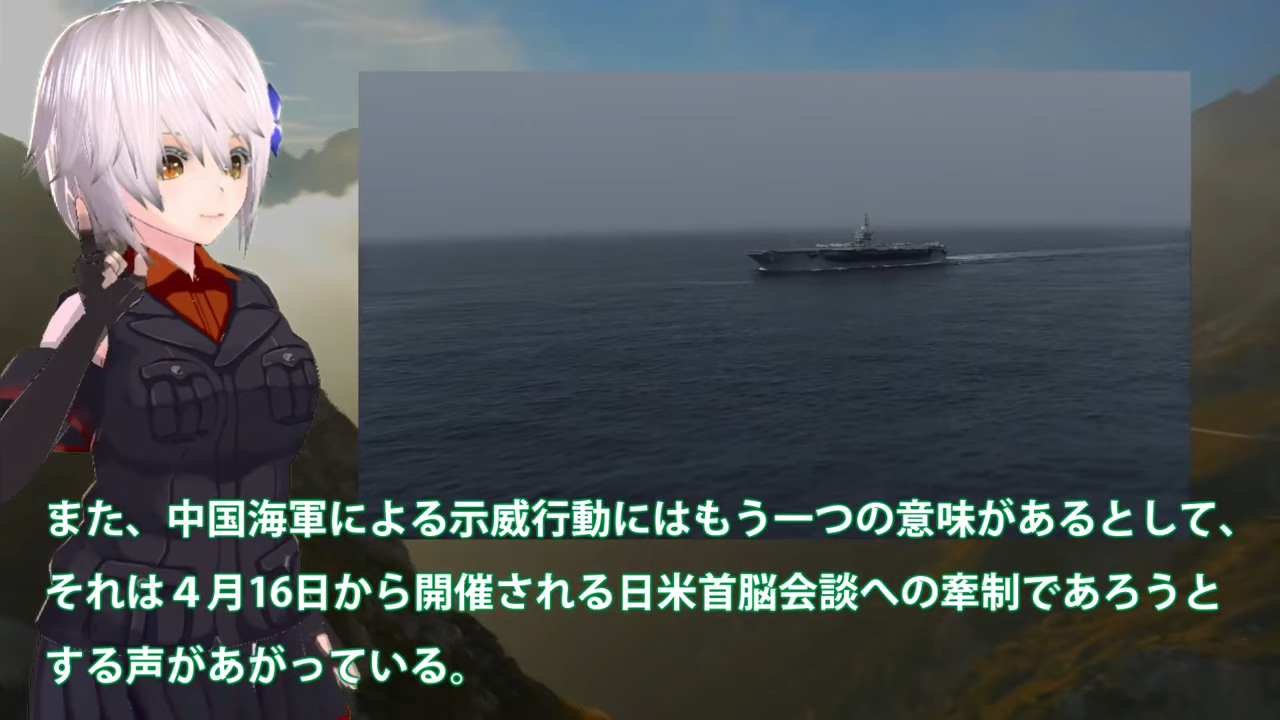 また、中国海軍による示威行動にはもう一つの意味があるとして、
それは４月16日から開催される日米首脳会談への牽制であろうと
する声があがっている。